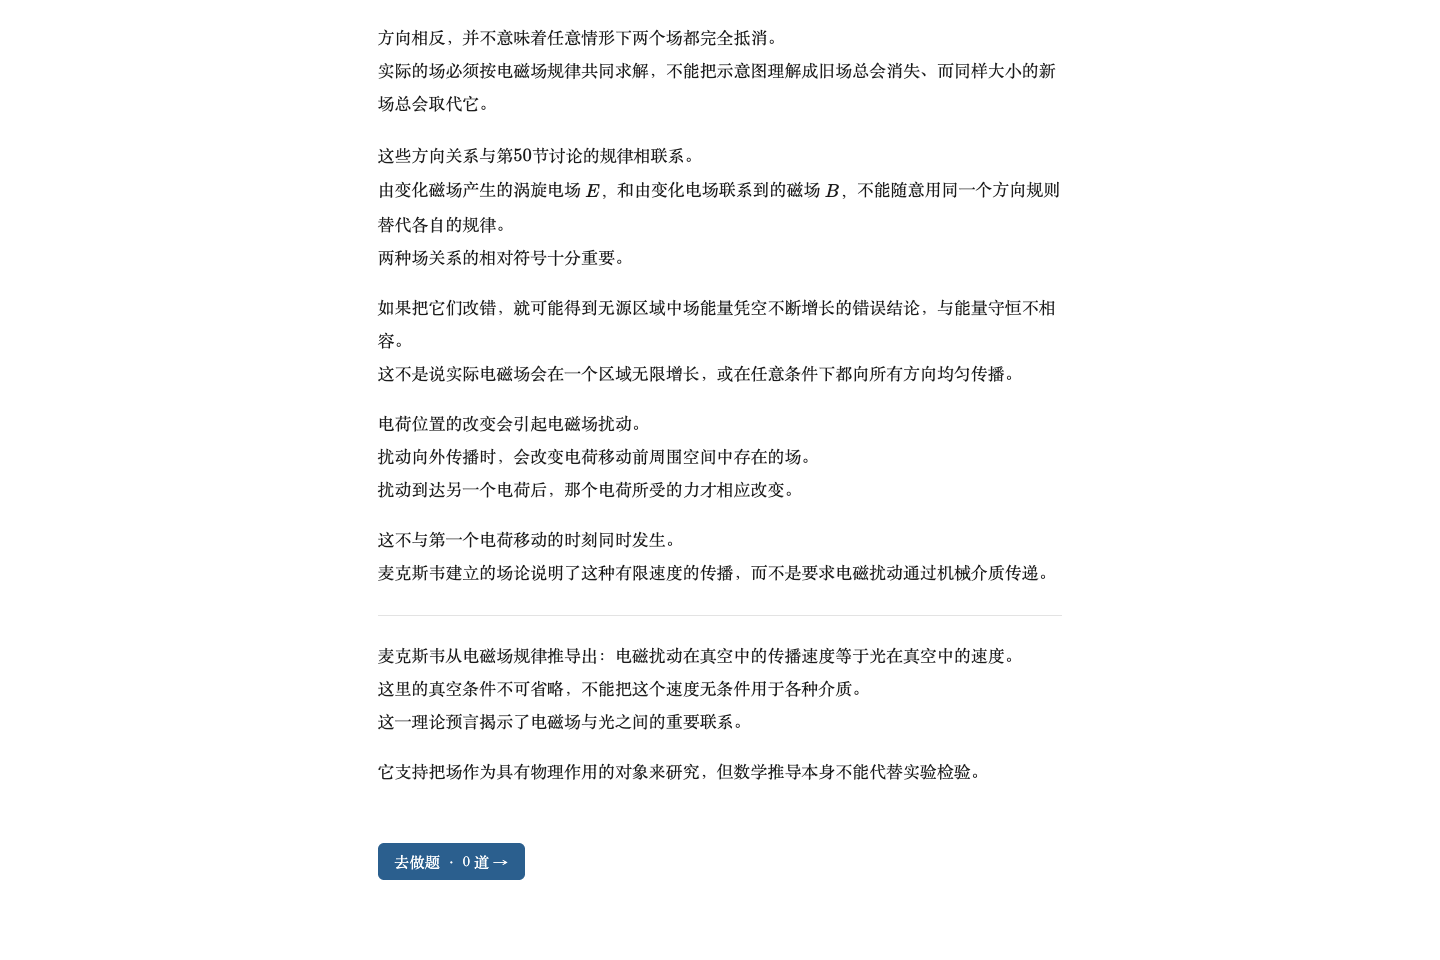 方向相反，并不意味着任意情形下两个场都完全抵消。
实际的场必须按电磁场规律共同求解，不能把示意图理解成旧场总会消失、而同样大小的新
场总会取代它。
这些方向关系与第50节讨论的规律相联系。
由变化磁场产生的涡旋电场 E，和由变化电场联系到的磁场 B，不能随意用同一个方向规则
替代各自的规律。
两种场关系的相对符号十分重要。
如果把它们改错，就可能得到无源区域中场能量凭空不断增长的错误结论，与能量守恒不相
容。
这不是说实际电磁场会在一个区域无限增长，或在任意条件下都向所有方向均匀传播。
电荷位置的改变会引起电磁场扰动。
扰动向外传播时，会改变电荷移动前周围空间中存在的场。
扰动到达另一个电荷后，那个电荷所受的力才相应改变。
这不与第一个电荷移动的时刻同时发生。
麦克斯韦建立的场论说明了这种有限速度的传播，而不是要求电磁扰动通过机械介质传递。
麦克斯韦从电磁场规律推导出：电磁扰动在真空中的传播速度等于光在真空中的速度。
这里的真空条件不可省略，不能把这个速度无条件用于各种介质。
这一理论预言揭示了电磁场与光之间的重要联系。
它支持把场作为具有物理作用的对象来研究，但数学推导本身不能代替实验检验。
去做题 · 0 道 →